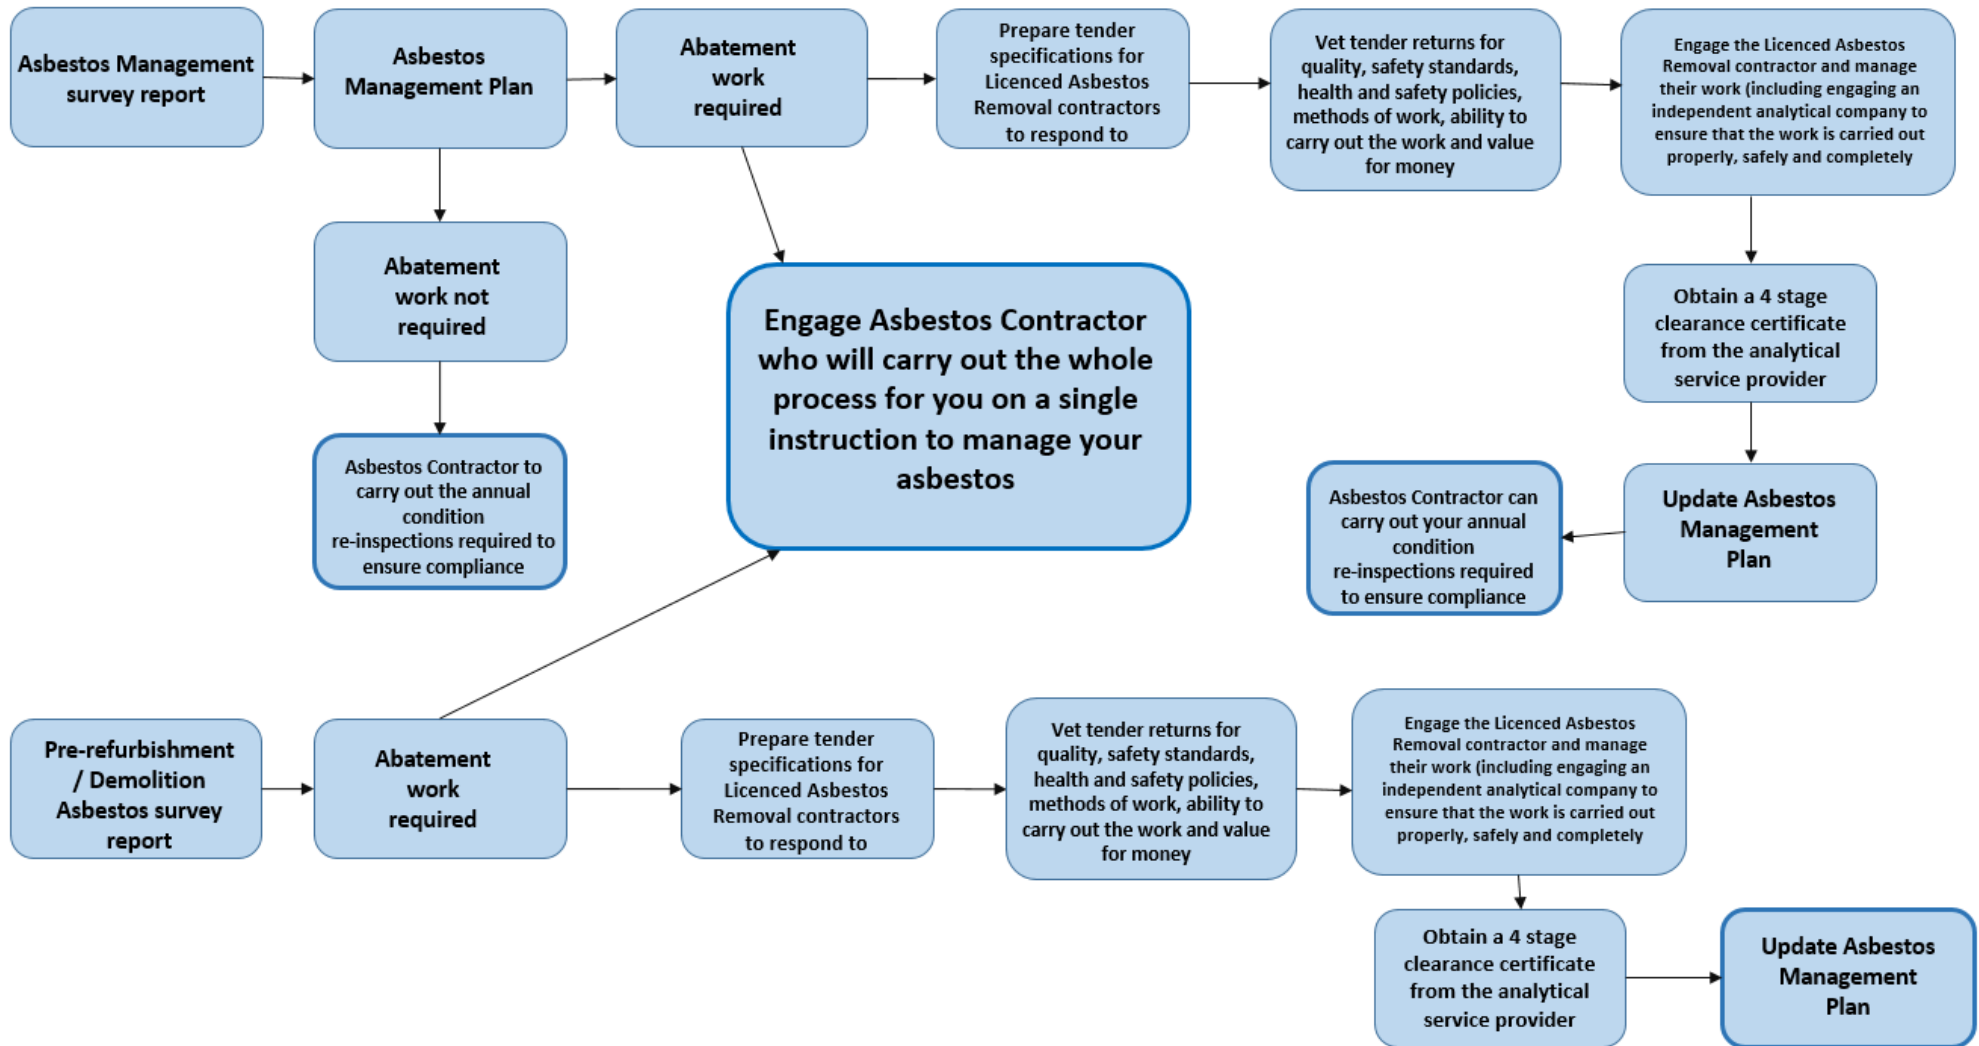 Asbestos Management
survey report
Asbestos
Management Plan
Abatement
work
required
Prepare tender
specifications for
Licenced Asbestos
Removal contractors
to respond to
Vet tender returns for
quality, safety standards,
health and safety policies,
methods of work, ability to
carry out the work and value
for money
Engage the Licenced Asbestos
Removal contractor and manage
their work (including engaging an
independent analytical company to
ensure that the work is carried out
properly, safely and completely
Abatement
work not
required
Engage Asbestos Contractor
who will carry out the whole
process for you on a single
instruction to manage your
asbestos
Obtain a 4 stage
clearance certificate
from the analytical
service provider
Asbestos Contractor to
carry out the annual
condition
re-inspections required to
ensure compliance
Asbestos Contractor can
carry out your annual
condition
re-inspections required
to ensure compliance
Update Asbestos
Management
Plan
Pre-refurbishment
/ Demolition
Asbestos survey
report
Abatement
work
required
Prepare tender
specifications for
Licenced Asbestos
Removal contractors
to respond to
Vet tender returns for
quality, safety standards,
health and safety policies,
methods of work, ability to
carry out the work and value
for money
Engage the Licenced Asbestos
Removal contractor and manage
their work (including engaging an
independent analytical company to
ensure that the work is carried out
properly, safely and completely
Obtain a 4 stage
clearance certificate
from the analytical
service provider
Update Asbestos
Management
Plan